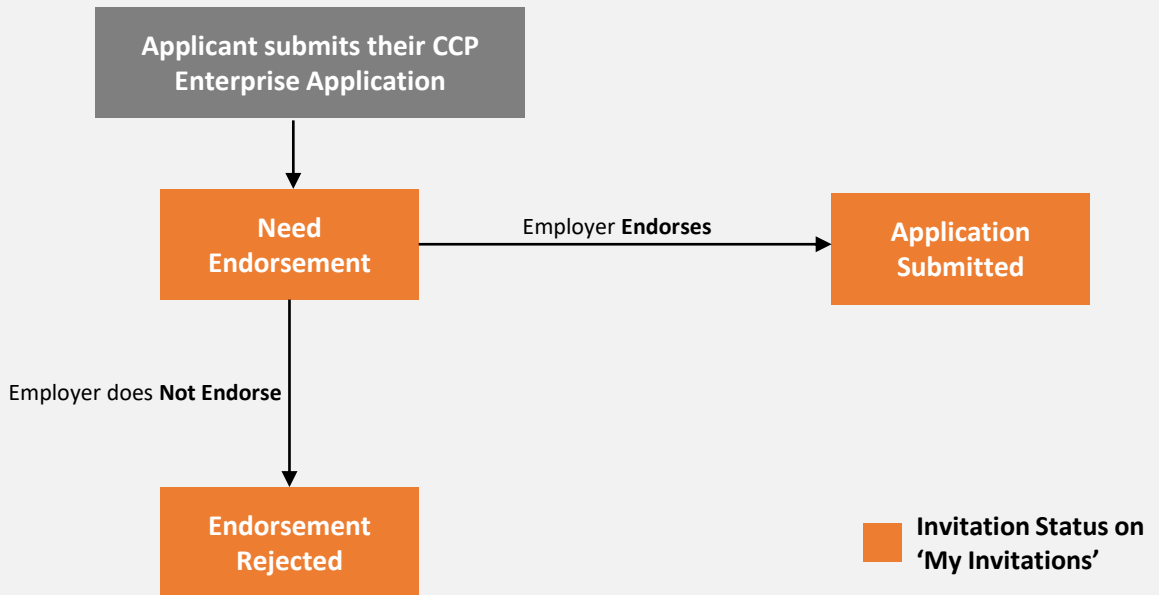 Applicant submits their CCP
Enterprise Application
Need
Endorsement
Employer Endorses
Application
Submitted
Employer does Not Endorse
Endorsement
Rejected
Invitation Status on
‘My Invitations’